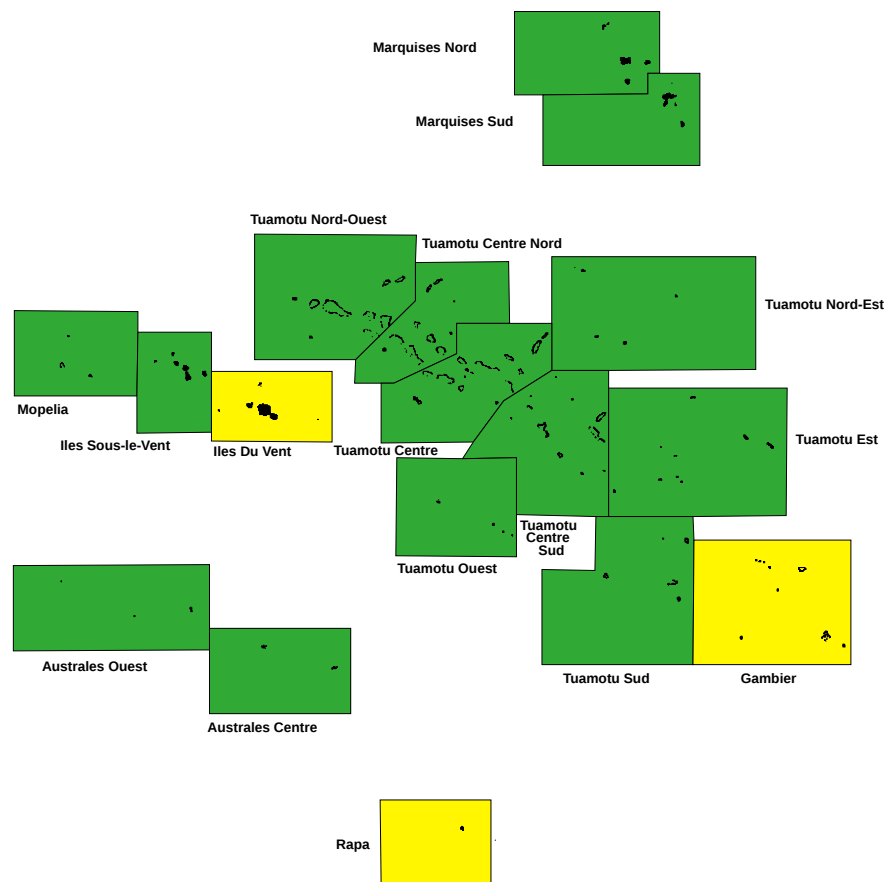 Marquises Nord
Marquises Sud
Tuamotu Nord-Ouest
Tuamotu Centre Nord
Tuamotu Nord-Est
Mopelia
Iles Sous-le-Vent
Iles Du Vent
Tuamotu Centre
Tuamotu Est
Tuamotu
Centre
Sud
Tuamotu Ouest
Australes Ouest
Tuamotu Sud
Gambier
Australes Centre
Rapa